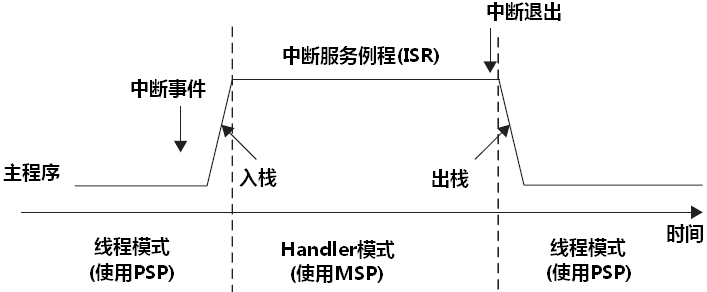 中断退出
中断服务例程(ISR)
中断事件
入栈
出栈
主程序
时间
线程模式
(使用PSP)
Handler模式
(使用MSP)
线程模式
(使用PSP)